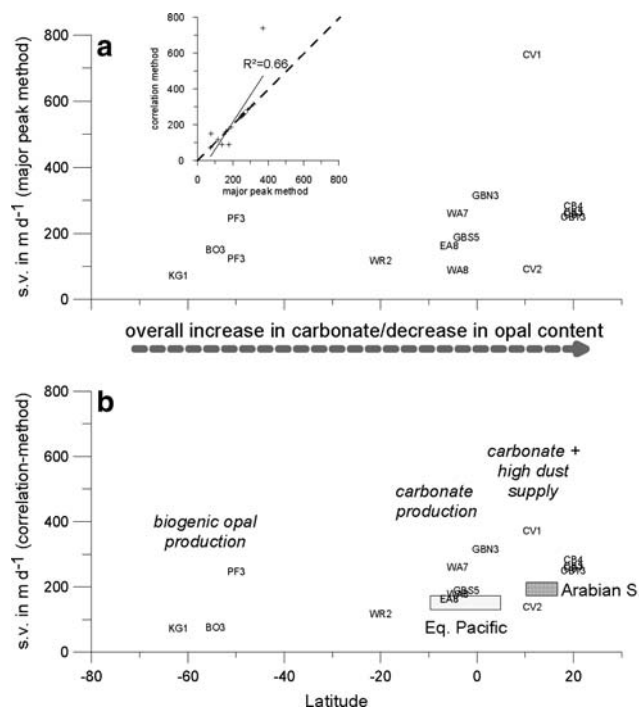 a
800
600
400
200
0
s.v. in m d⁻¹ (major peak method)
800
600
400
200
0
correlation method
R²=0.66
0 200 400 600 800
major peak method
CV1
GBN3
CB4
PF3
WA7
GBS5
BO3
EA8
PF3
WR2
KG1
WA8
CV2
overall increase in carbonate/decrease in opal content
b
800
600
400
200
0
s.v. in m d⁻¹ (correlation-method)
carbonate +
high dust
supply
carbonate
production
biogenic opal
production
CV1
GBN3
CB4
PF3
WA7
GBS5
Arabian S
EA8
CV2
WR2
KG1
BO3
Eq. Pacific
-80 -60 -40 -20 0 20
Latitude